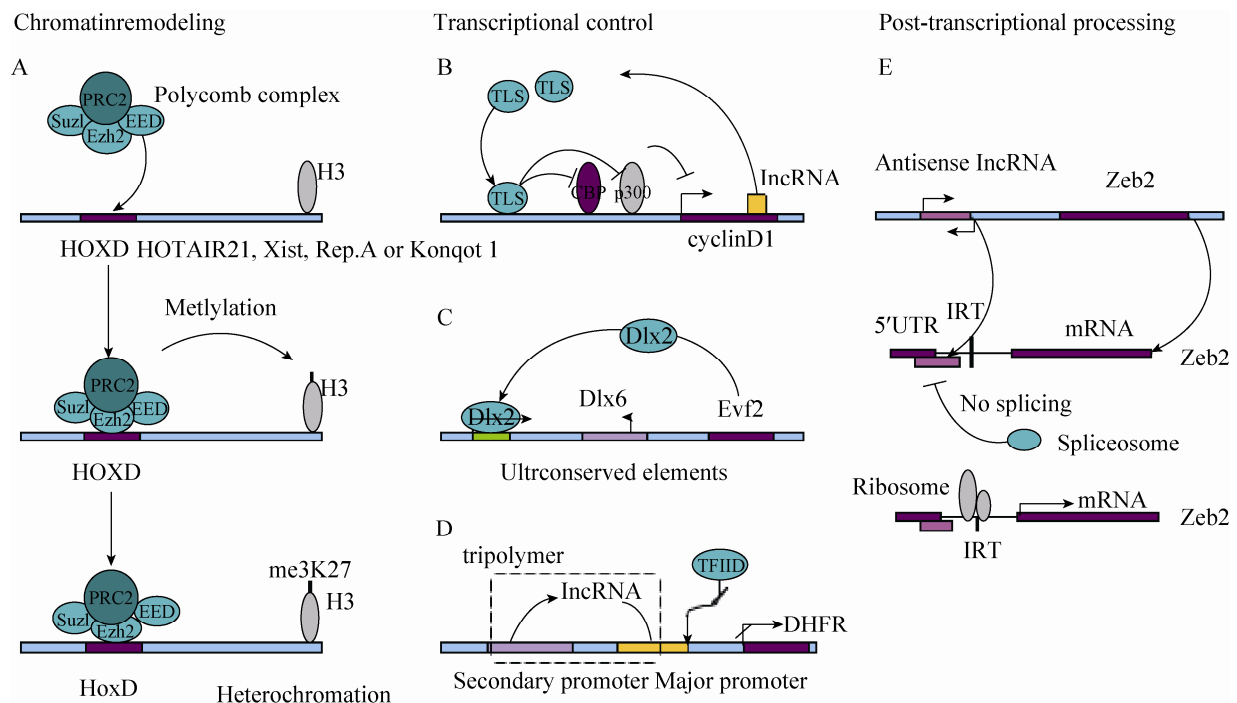 Chromatinremodeling
Transcriptional control
Post-transcriptional processing
A
PRC2
Polycomb complex
Suzl
EED
Ezh2
H3
HOXD HOTAIR21, Xist, Rep.A or Konqot 1
Metlylation
PRC2
H3
Suzl
EED
Ezh2
HOXD
me3K27
PRC2
H3
Suzl
EED
Ezh2
HoxD
Heterochromation
B
TLS
TLS
lncRNA
TLS
CBP
p300
cyclinD1
C
Dlx2
Dlx6
Evf2
Dlx2
Ultrconserved elements
D
tripolymer
TFIID
lncRNA
DHFR
Secondary promoter Major promoter
E
Antisense lncRNA
Zeb2
IRT
5′UTR
mRNA
Zeb2
No splicing
Spliceosome
Ribosome
mRNA
Zeb2
IRT